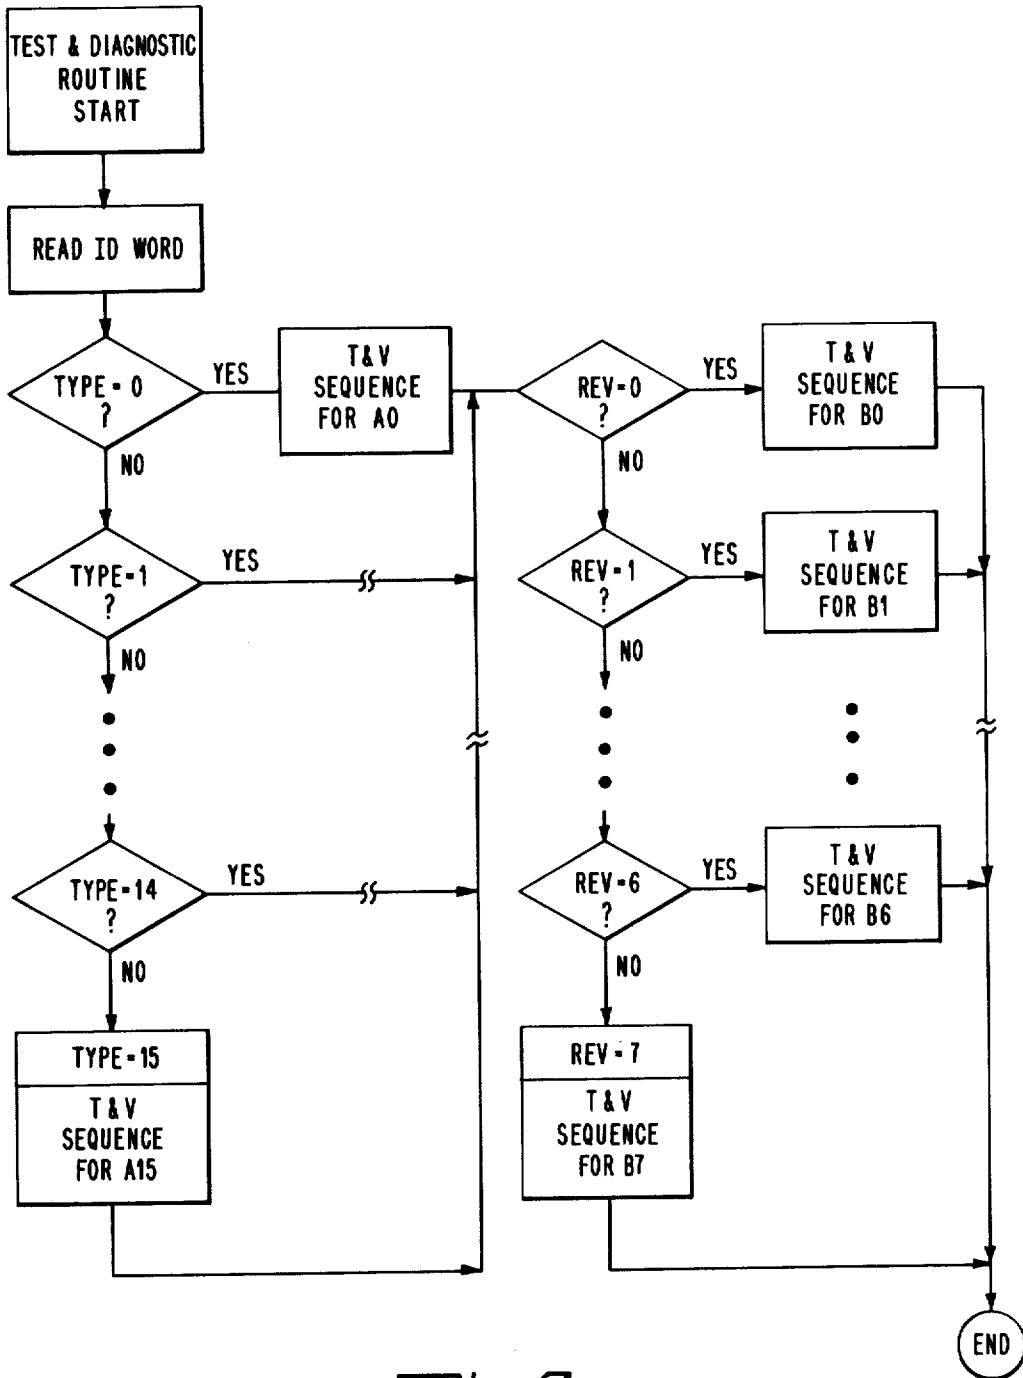 TEST & DIAGNOSTIC
ROUTINE
START
READ ID WORD
TYPE=0
?
YES
NO
T&V
SEQUENCE
FOR A0
TYPE=1
?
YES
NO
TYPE=14
?
YES
NO
TYPE=15
T&V
SEQUENCE
FOR A15
REV=0
?
YES
NO
T&V
SEQUENCE
FOR B0
REV=1
?
YES
NO
T&V
SEQUENCE
FOR B1
REV=6
?
YES
NO
T&V
SEQUENCE
FOR B6
REV=7
T&V
SEQUENCE
FOR B7
END